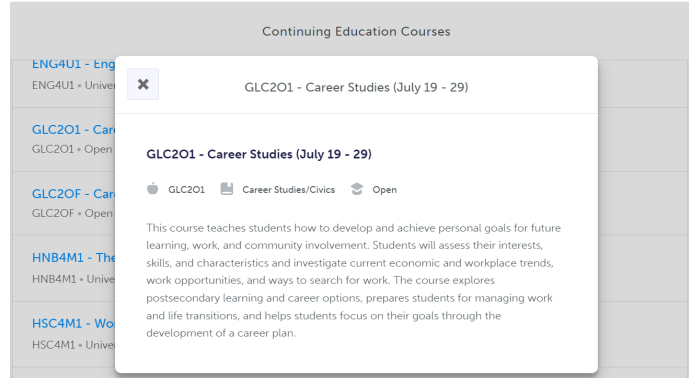 Continuing Education Courses
ENG4U1 - Eng
ENG4U1 • Univer
GLC2O1 - Car
GLC2O1 • Open
GLC2OF - Car
GLC2OF • Open
HNB4M1 - The
HNB4M1 • Unive
HSC4M1 - Wo
HSC4M1 • Univer
GLC2O1 - Career Studies (July 19 - 29)
GLC2O1 - Career Studies (July 19 - 29)
GLC2O1 Career Studies/Civics Open
This course teaches students how to develop and achieve personal goals for future
learning, work, and community involvement. Students will assess their interests,
skills, and characteristics and investigate current economic and workplace trends,
work opportunities, and ways to search for work. The course explores
postsecondary learning and career options, prepares students for managing work
and life transitions, and helps students focus on their goals through the
development of a career plan.